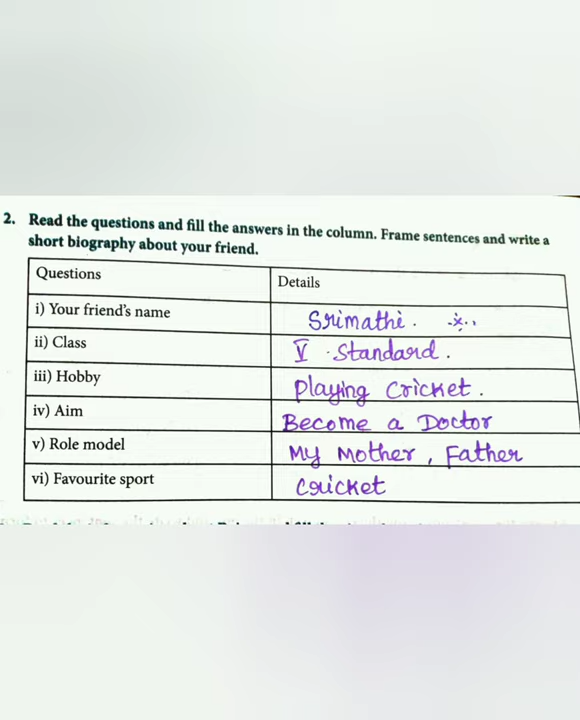 2. Read the questions and fill the answers in the column. Frame sentences and write a
short biography about your friend.
Questions Details
i) Your friend's name Srimathi.
ii) Class V Standard.
iii) Hobby Playing Cricket.
iv) Aim Become a Doctor
v) Role model My Mother, Father
vi) Favourite sport Cricket